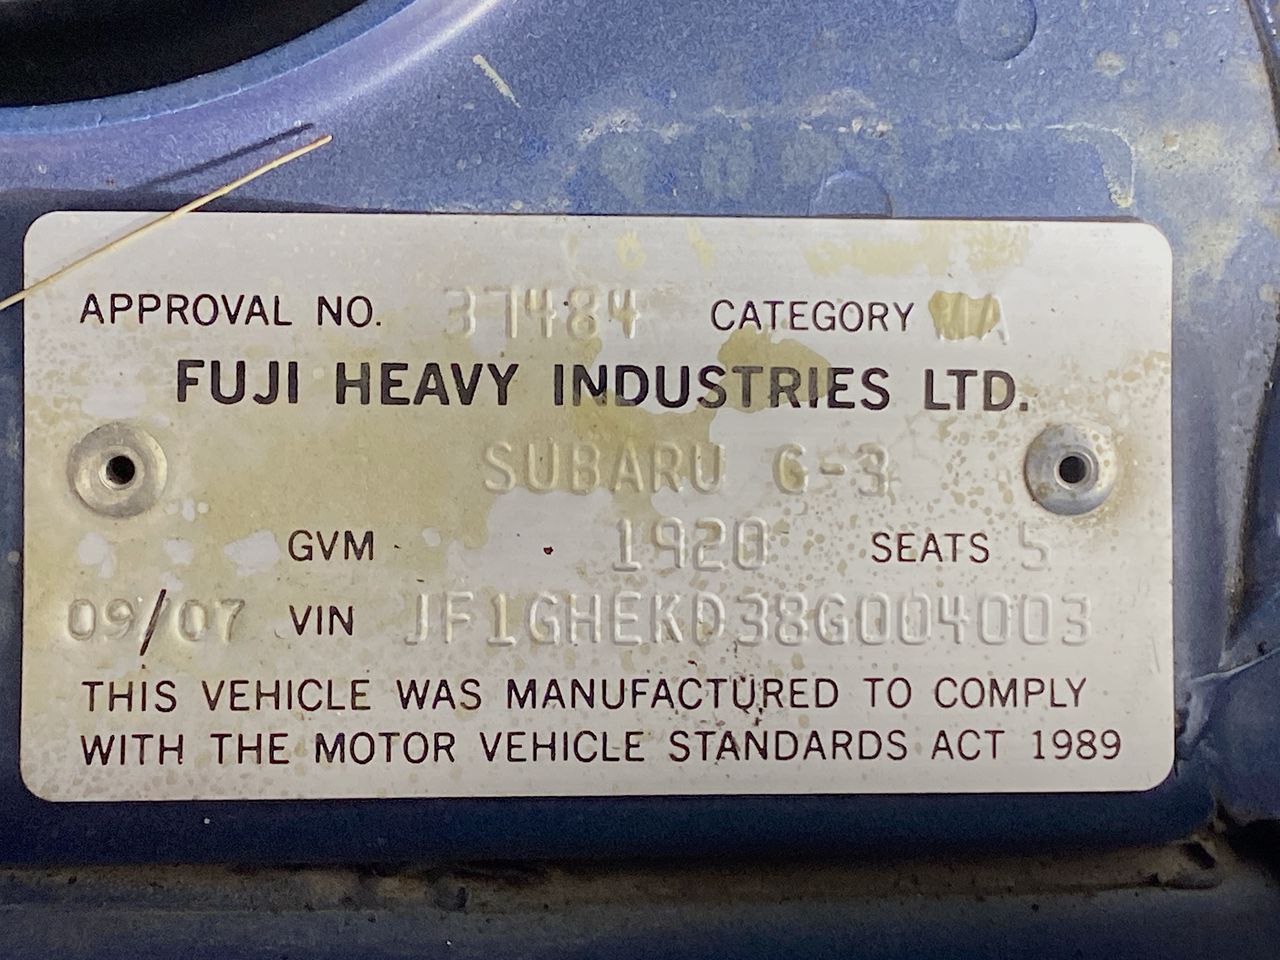 APPROVAL NO. 37484 CATEGORY MA
FUJI HEAVY INDUSTRIES LTD.
SUBARU G-3
GVM 1920 SEATS 5
09/07 VIN JF1GHEKD38G004003
THIS VEHICLE WAS MANUFACTURED TO COMPLY
WITH THE MOTOR VEHICLE STANDARDS ACT 1989